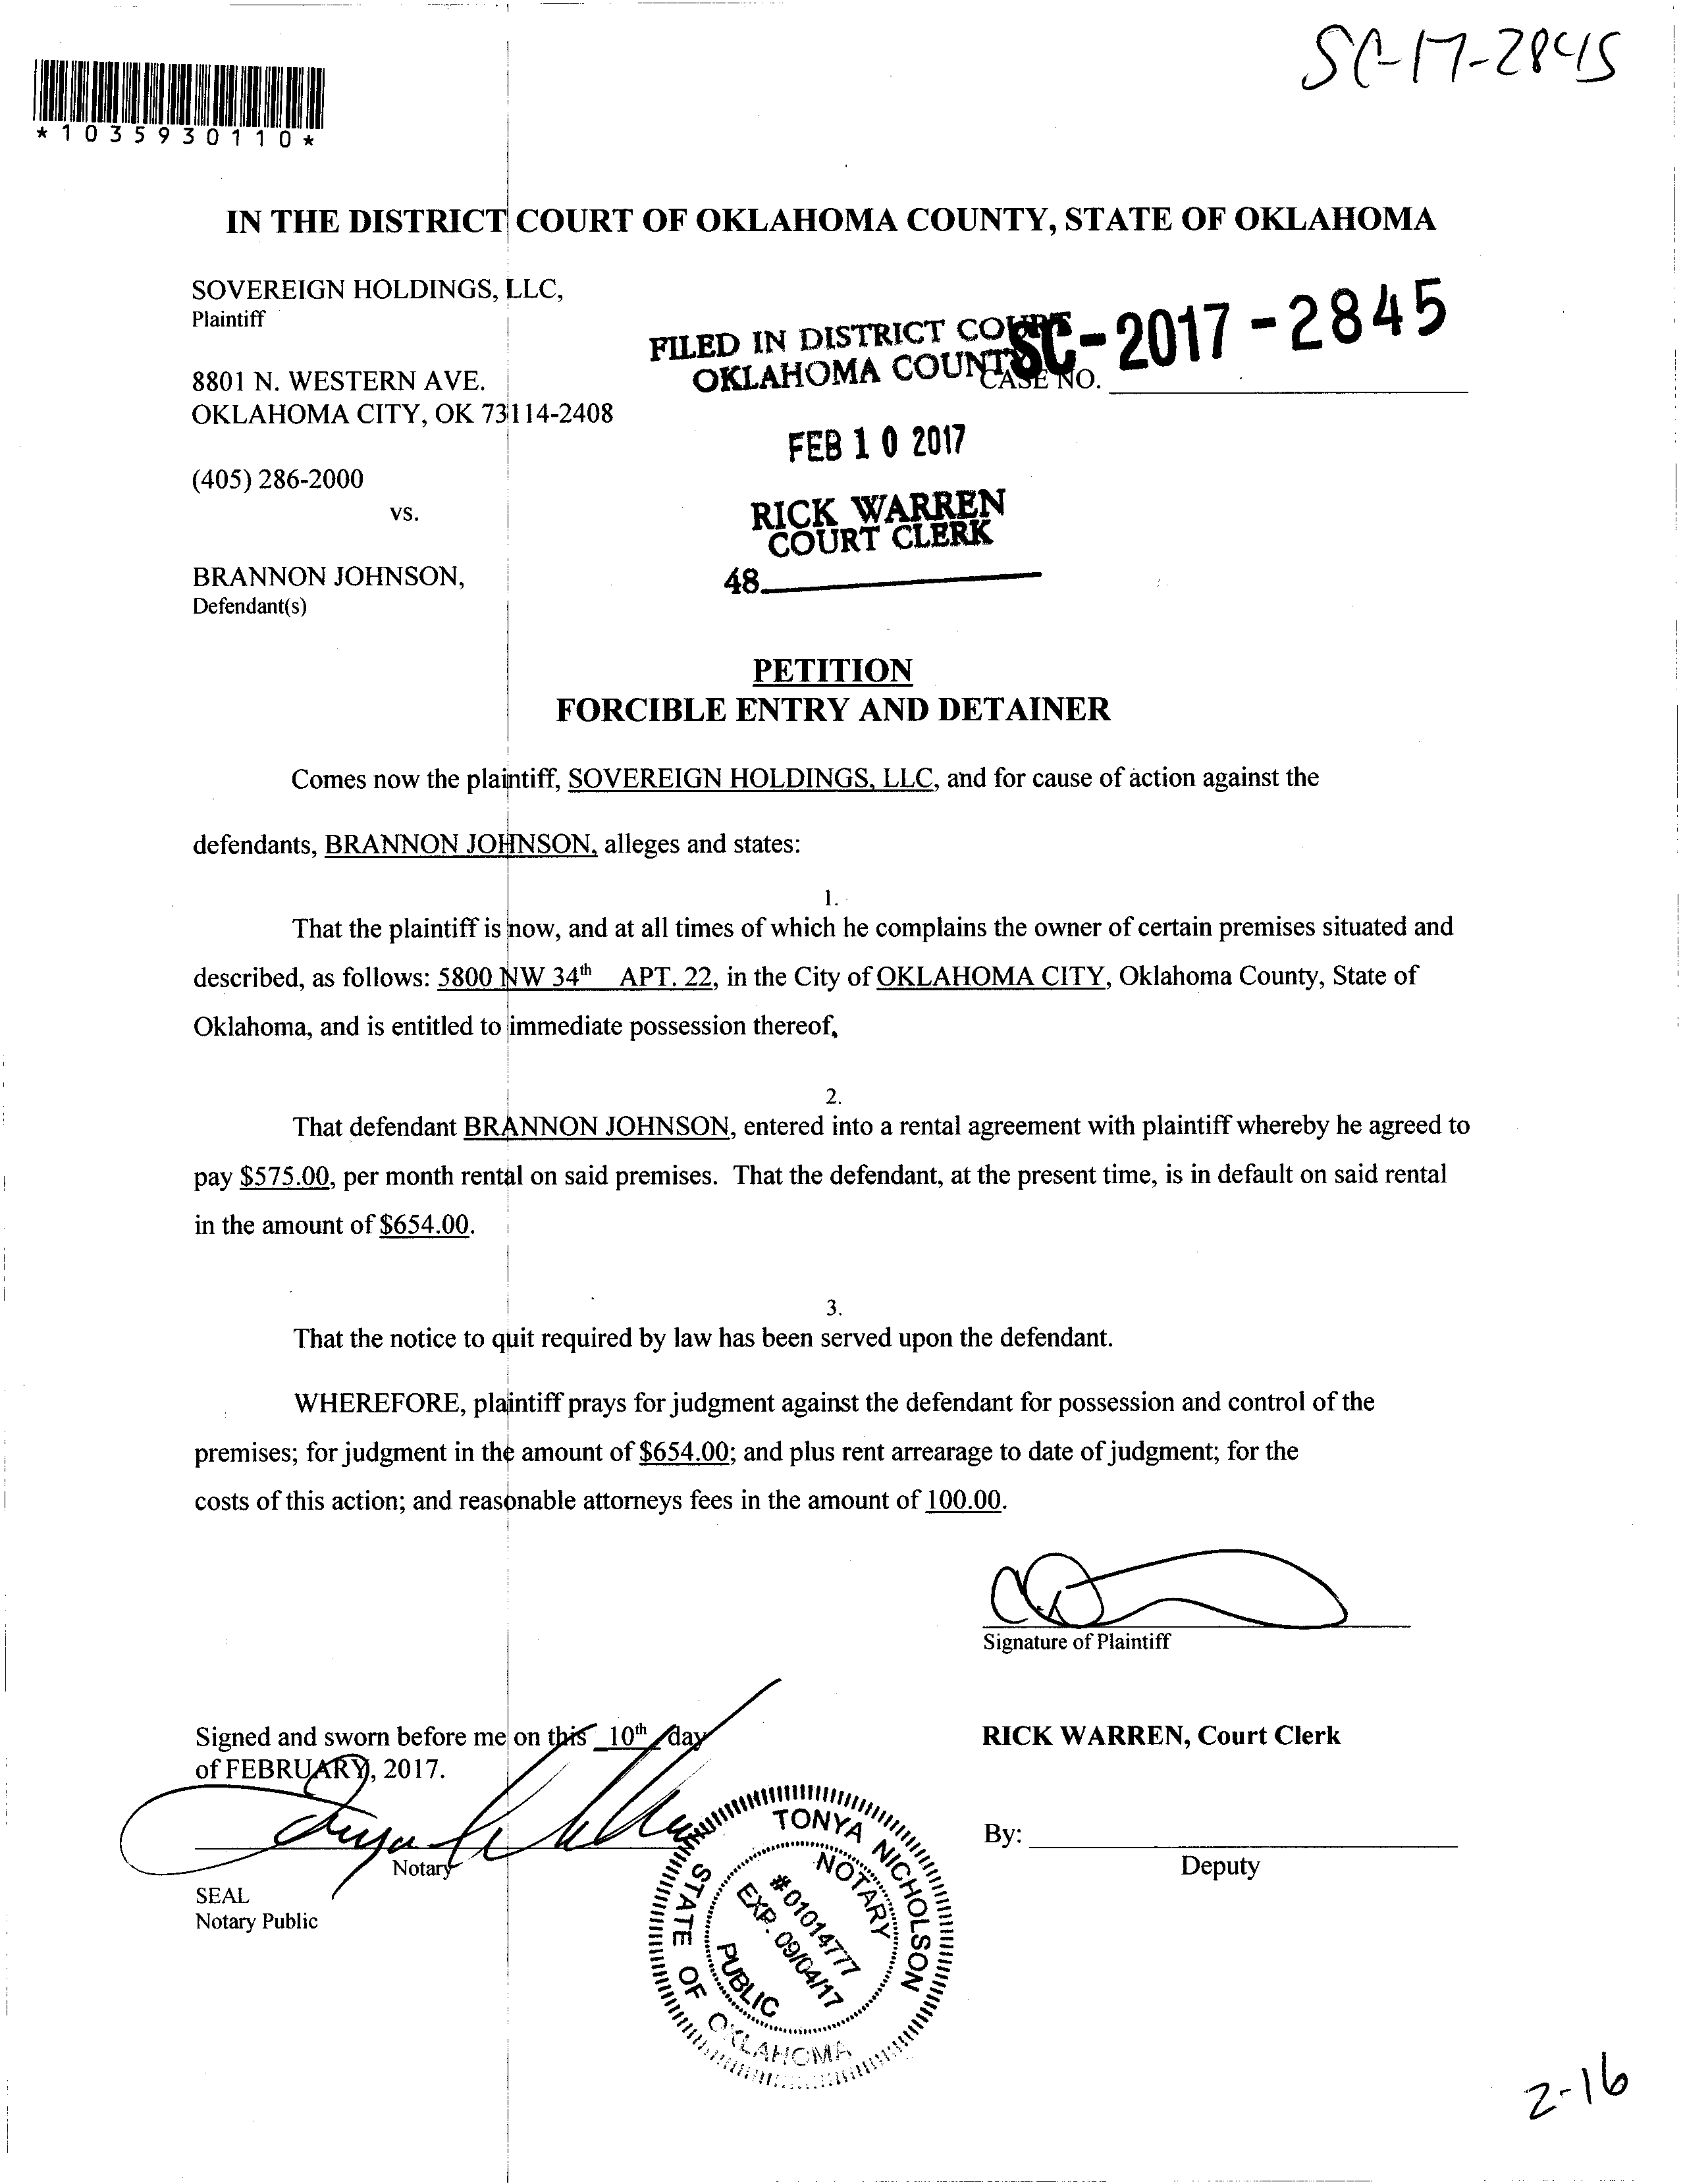 SC-17-2845
*1035930110*
IN THE DISTRICT COURT OF OKLAHOMA COUNTY, STATE OF OKLAHOMA
SOVEREIGN HOLDINGS, LLC,
Plaintiff
FILED IN DISTRICT COURT
OKLAHOMA COUNTY
CASE NO. SC-2017-2845
8801 N. WESTERN AVE.
OKLAHOMA CITY, OK 73114-2408
FEB 10 2017
(405) 286-2000
vs.
RICK WARREN
COURT CLERK
48
BRANNON JOHNSON,
Defendant(s)
PETITION
FORCIBLE ENTRY AND DETAINER
Comes now the plaintiff, SOVEREIGN HOLDINGS, LLC, and for cause of action against the
defendants, BRANNON JOHNSON, alleges and states:
1.
That the plaintiff is now, and at all times of which he complains the owner of certain premises situated and
described, as follows: 5800 NW 34th APT. 22, in the City of OKLAHOMA CITY, Oklahoma County, State of
Oklahoma, and is entitled to immediate possession thereof,
2.
That defendant BRANNON JOHNSON, entered into a rental agreement with plaintiff whereby he agreed to
pay $575.00, per month rental on said premises. That the defendant, at the present time, is in default on said rental
in the amount of $654.00.
3.
That the notice to quit required by law has been served upon the defendant.
WHEREFORE, plaintiff prays for judgment against the defendant for possession and control of the
premises; for judgment in the amount of $654.00; and plus rent arrearage to date of judgment; for the
costs of this action; and reasonable attorneys fees in the amount of 100.00.
Signature of Plaintiff
Signed and sworn before me on this 10th day
of FEBRUARY, 2017.
RICK WARREN, Court Clerk
By:
Deputy
Notary
SEAL
Notary Public
TONYA NICHOLSON
NOTARY
# 01014777
EXP. 09/04/17
PUBLIC
STATE OF OKLAHOMA
2-16